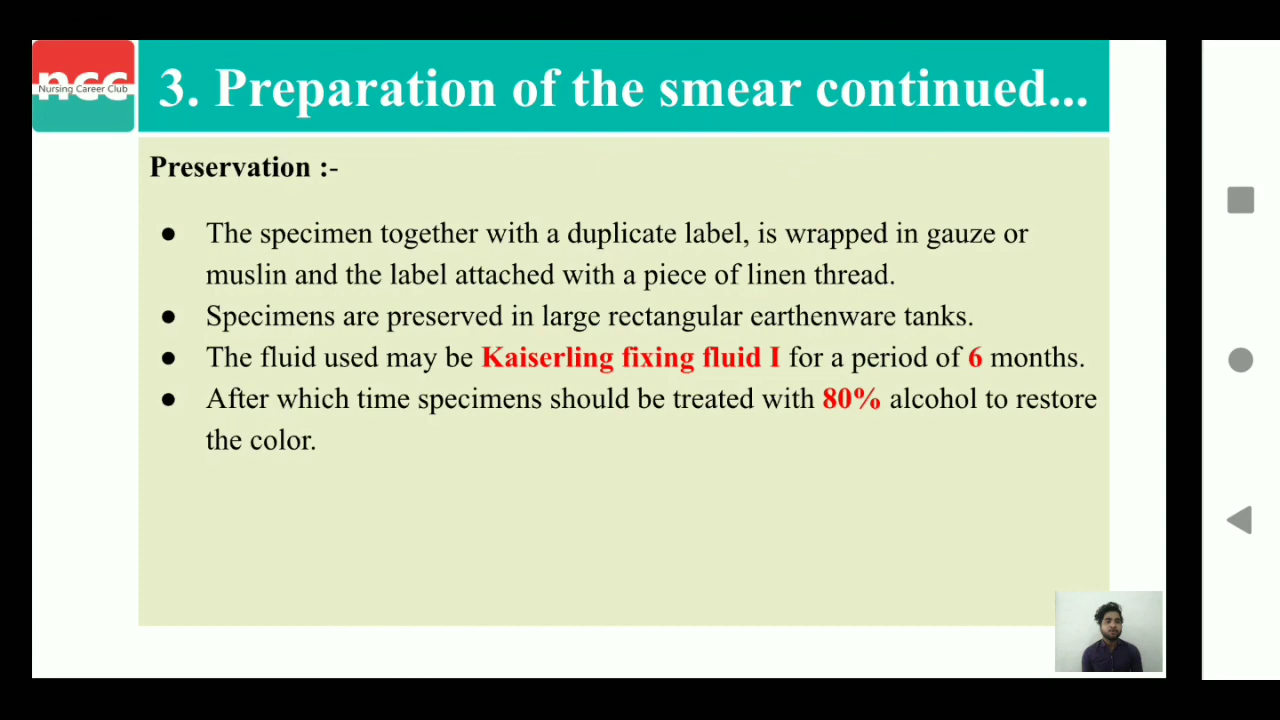 ncc
Nursing Career Club
3. Preparation of the smear continued...
Preservation :-
● The specimen together with a duplicate label, is wrapped in gauze or
muslin and the label attached with a piece of linen thread.
● Specimens are preserved in large rectangular earthenware tanks.
● The fluid used may be Kaiserling fixing fluid I for a period of 6 months.
● After which time specimens should be treated with 80% alcohol to restore
the color.